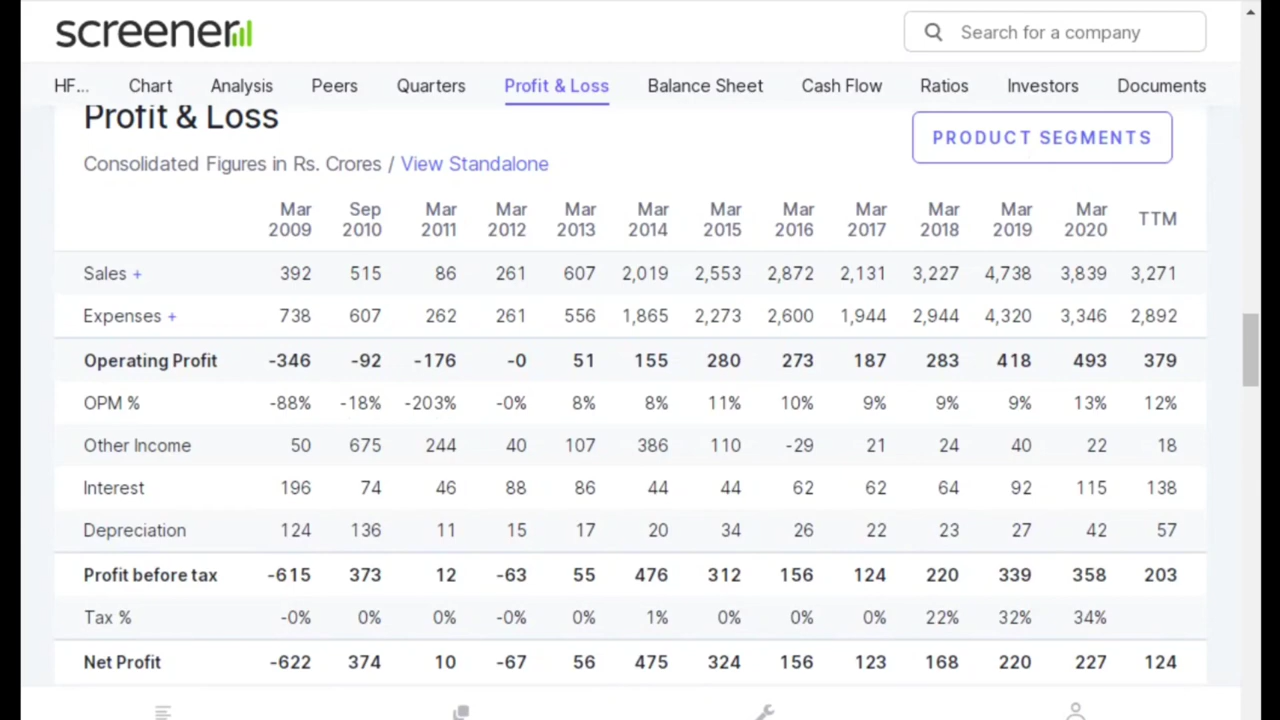 screener
Search for a company
HF... Chart Analysis Peers Quarters Profit & Loss Balance Sheet Cash Flow Ratios Investors Documents
Profit & Loss
PRODUCT SEGMENTS
Consolidated Figures in Rs. Crores / View Standalone
Mar 2009 Sep 2010 Mar 2011 Mar 2012 Mar 2013 Mar 2014 Mar 2015 Mar 2016 Mar 2017 Mar 2018 Mar 2019 Mar 2020 TTM
Sales + 392 515 86 261 607 2,019 2,553 2,872 2,131 3,227 4,738 3,839 3,271
Expenses + 738 607 262 261 556 1,865 2,273 2,600 1,944 2,944 4,320 3,346 2,892
Operating Profit -346 -92 -176 -0 51 155 280 273 187 283 418 493 379
OPM % -88% -18% -203% -0% 8% 8% 11% 10% 9% 9% 9% 13% 12%
Other Income 50 675 244 40 107 386 110 -29 21 24 40 22 18
Interest 196 74 46 88 86 44 44 62 62 64 92 115 138
Depreciation 124 136 11 15 17 20 34 26 22 23 27 42 57
Profit before tax -615 373 12 -63 55 476 312 156 124 220 339 358 203
Tax % -0% 0% 0% -0% 0% 1% 0% 0% 0% 22% 32% 34%
Net Profit -622 374 10 -67 56 475 324 156 123 168 220 227 124